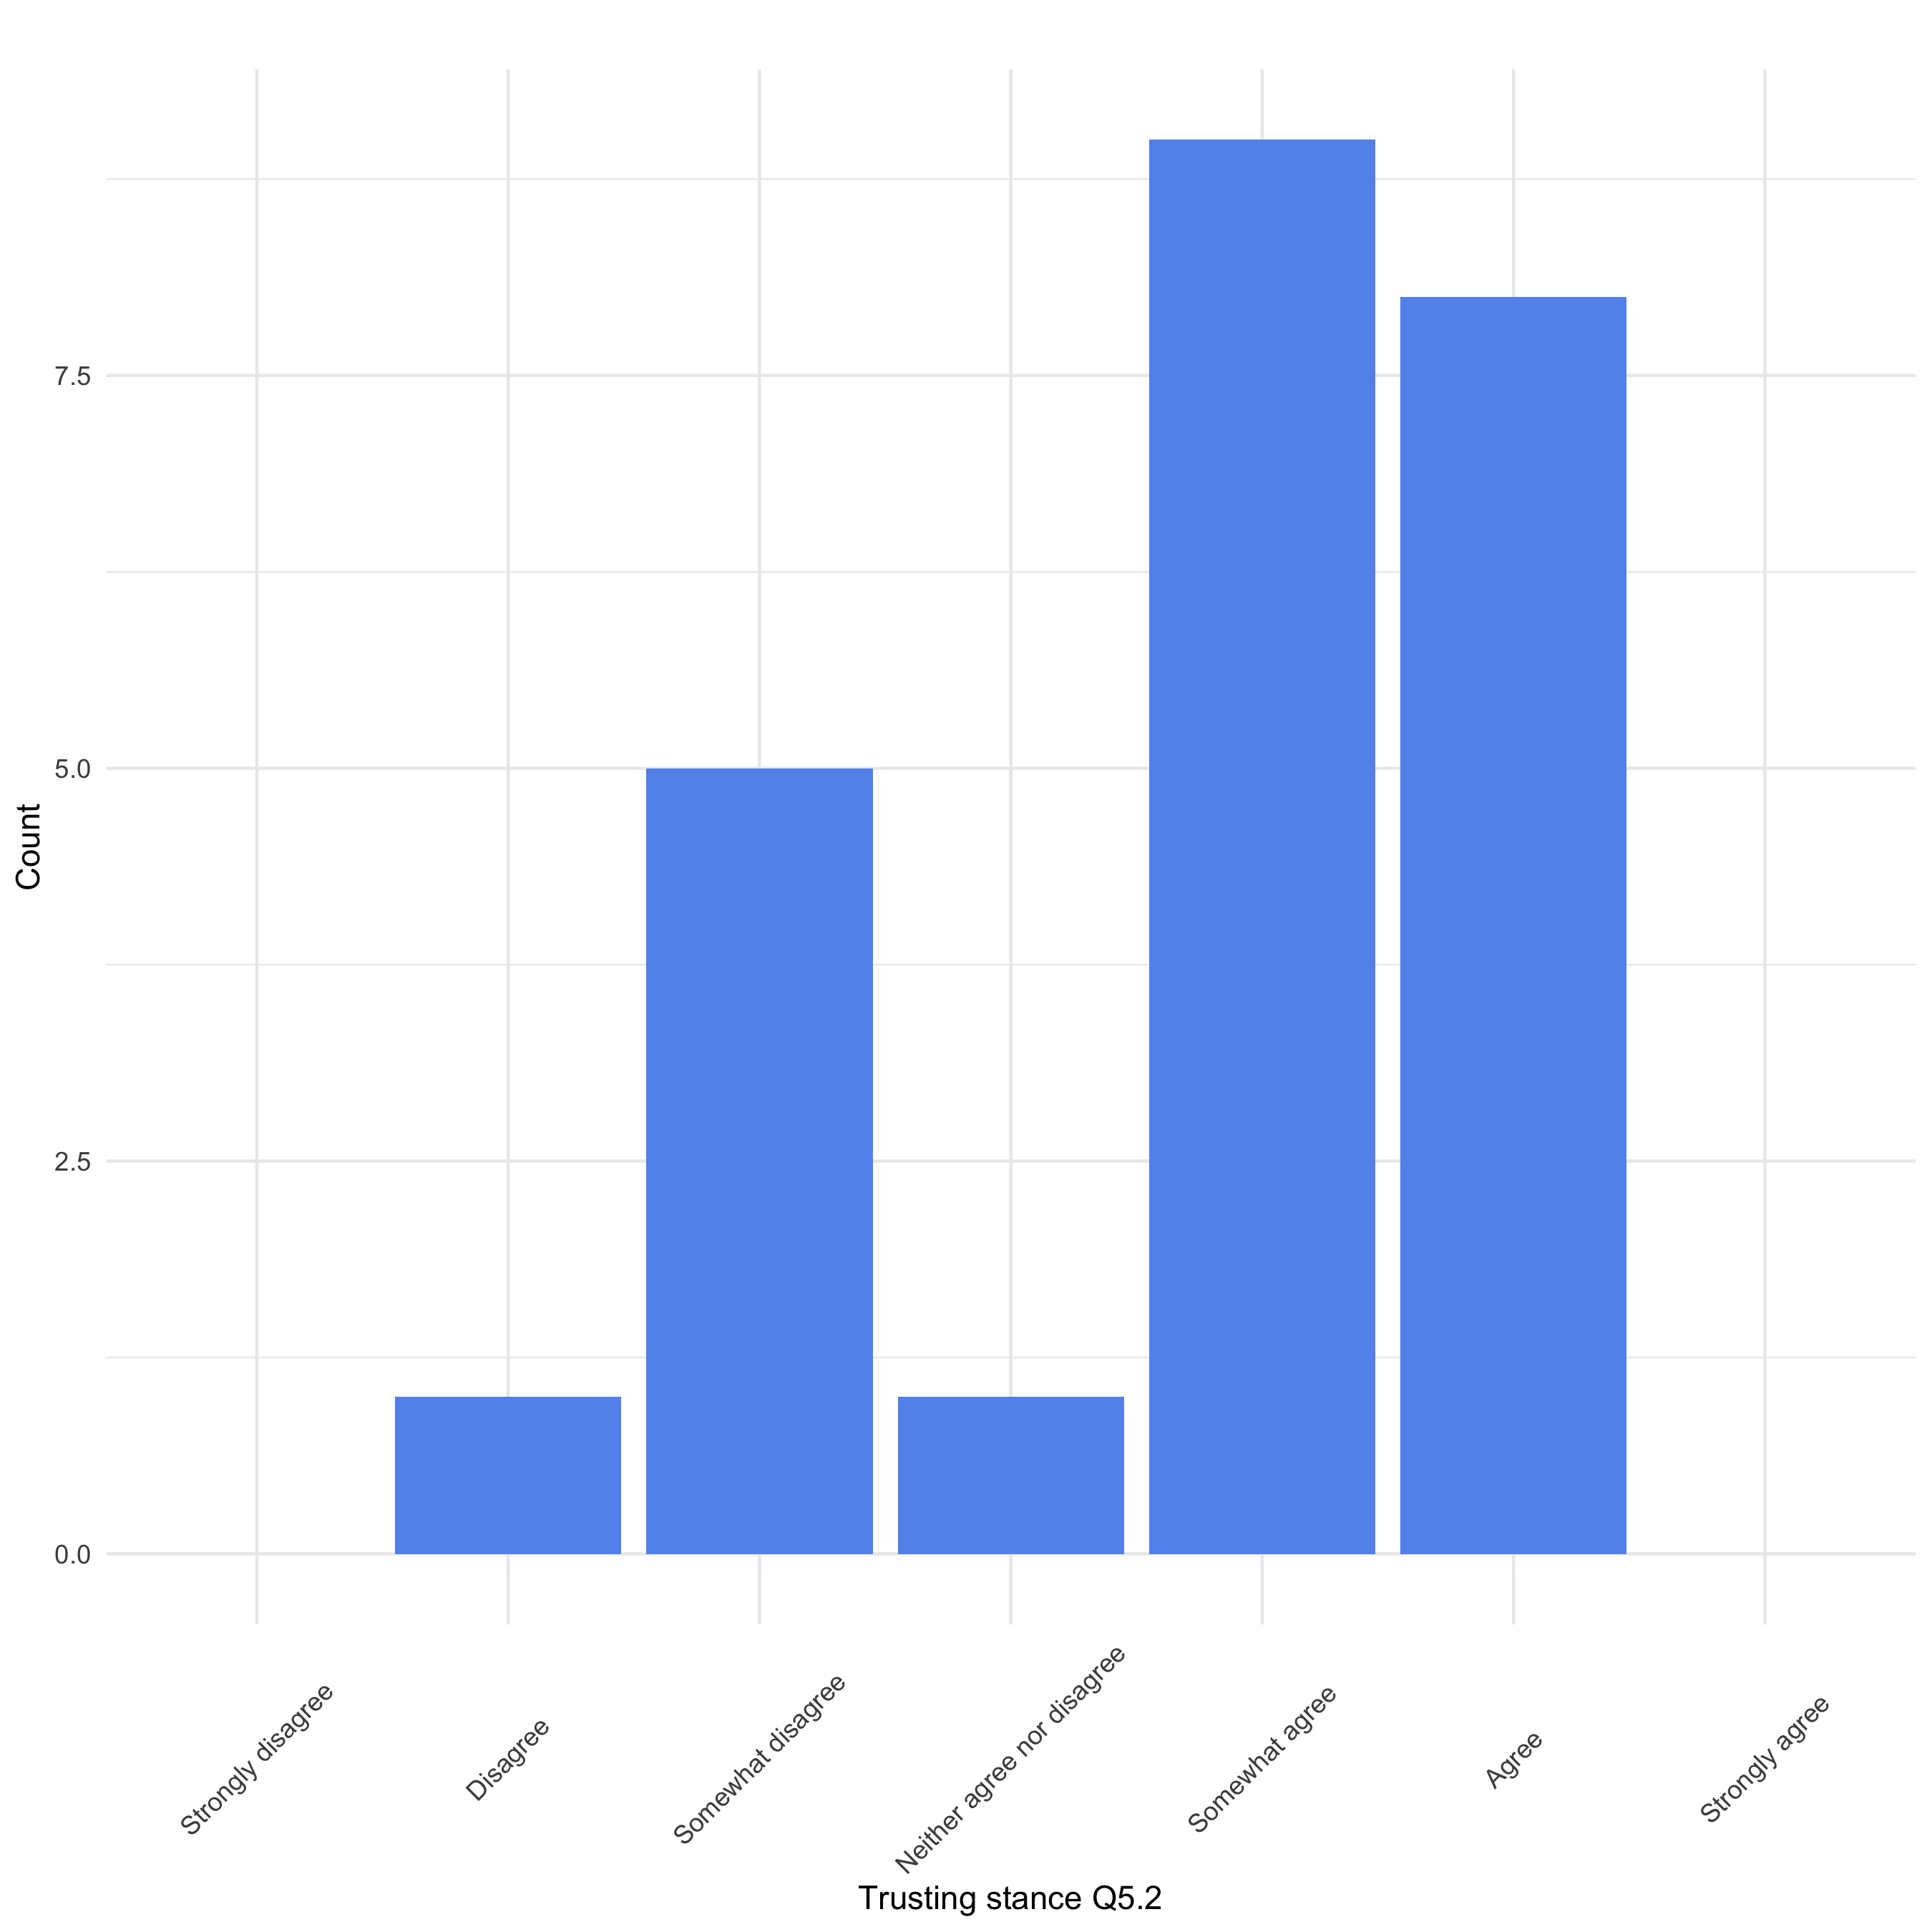 7.5
5.0
2.5
0.0
Count
Strongly disagree
Disagree
Somewhat disagree
Neither agree nor disagree
Somewhat agree
Agree
Strongly agree
Trusting stance Q5.2